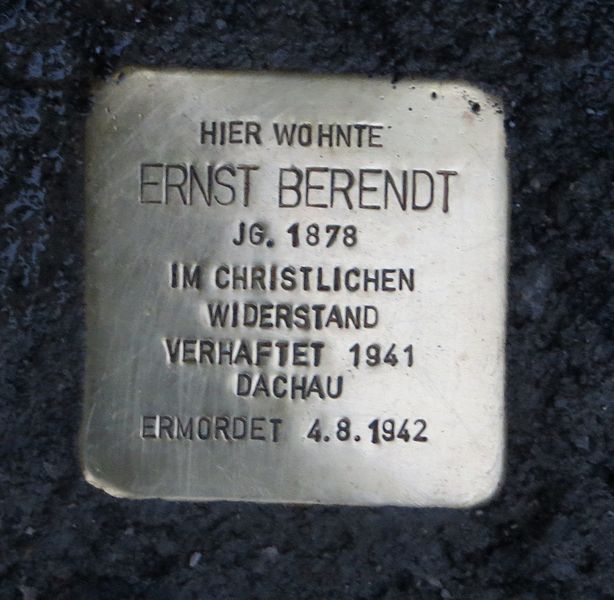 HIER WOHNTE
ERNST BERENDT
JG. 1878
IM CHRISTLICHEN
WIDERSTAND
VERHAFTET 1941
DACHAU
ERMORDET 4.8.1942